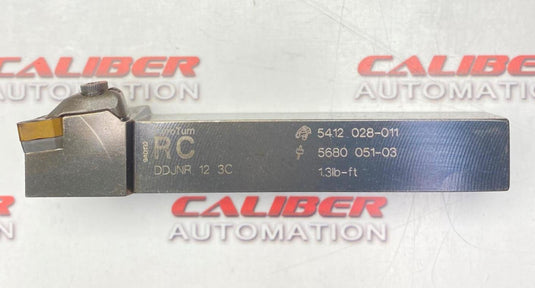 CALIBER CALIBER
AUTOMATION AUTOMATION
RC
DDJNR 12 3C
5412 028-011
5680 051-03
1.3lb-ft
CALIBER
AUTOMATION